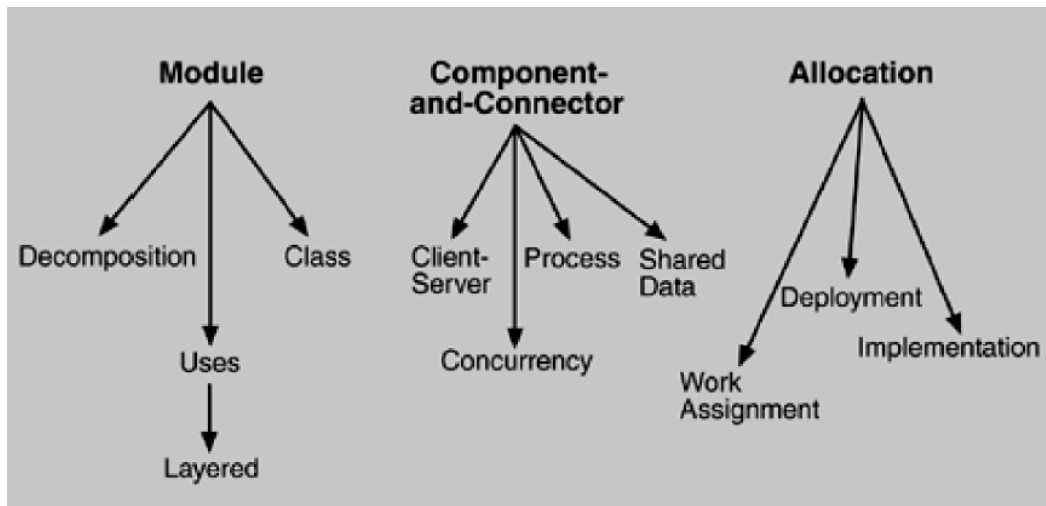 Module
Component-
and-Connector
Allocation
Decomposition
Class
Uses
Layered
Client-
Server
Process
Shared
Data
Concurrency
Deployment
Implementation
Work
Assignment